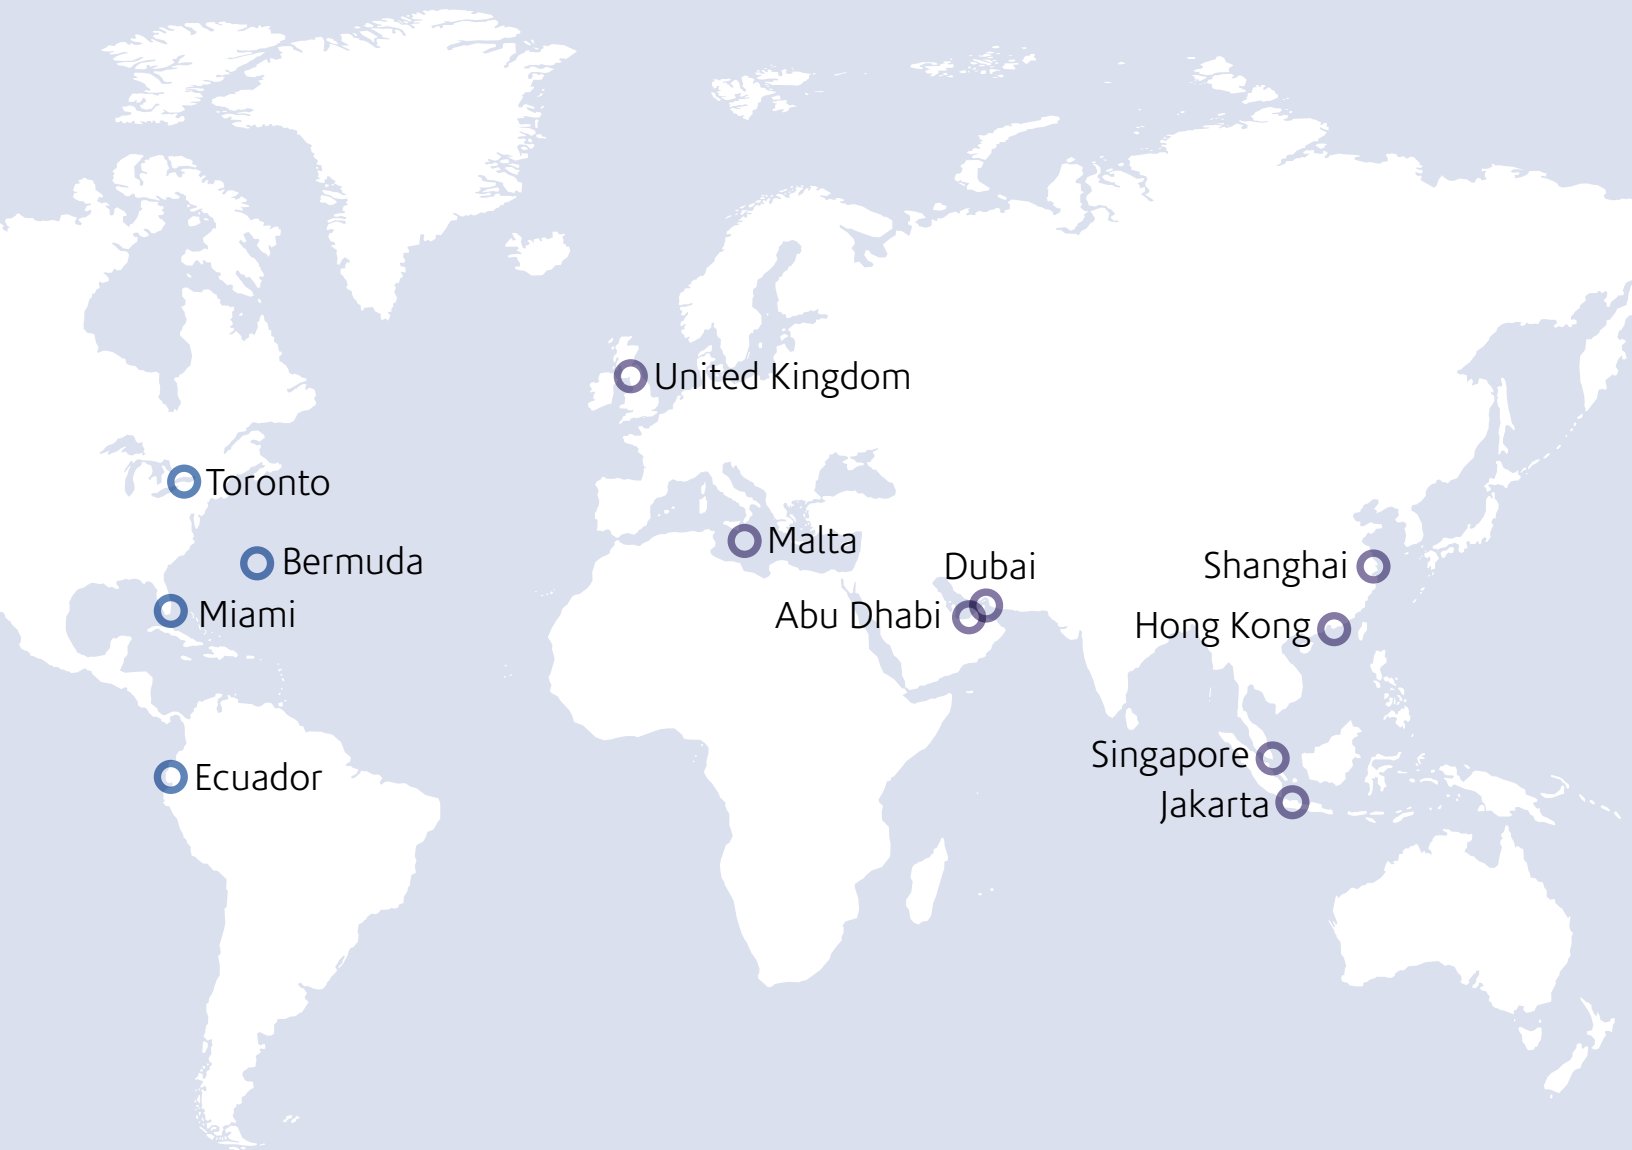 United Kingdom
Toronto
Malta
Bermuda
Dubai
Shanghai
Miami
Abu Dhabi
Hong Kong
Singapore
Ecuador
Jakarta